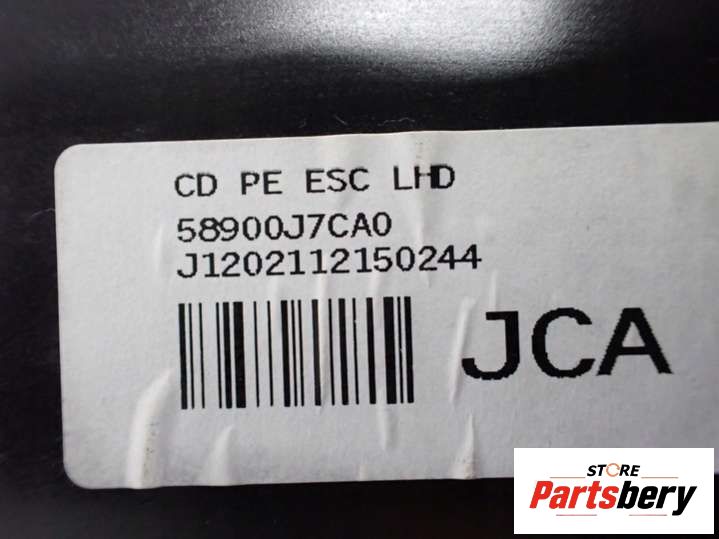 CD PE ESC LHD
58900J7CA0
J1202112150244
JCA
STORE
Partsbery